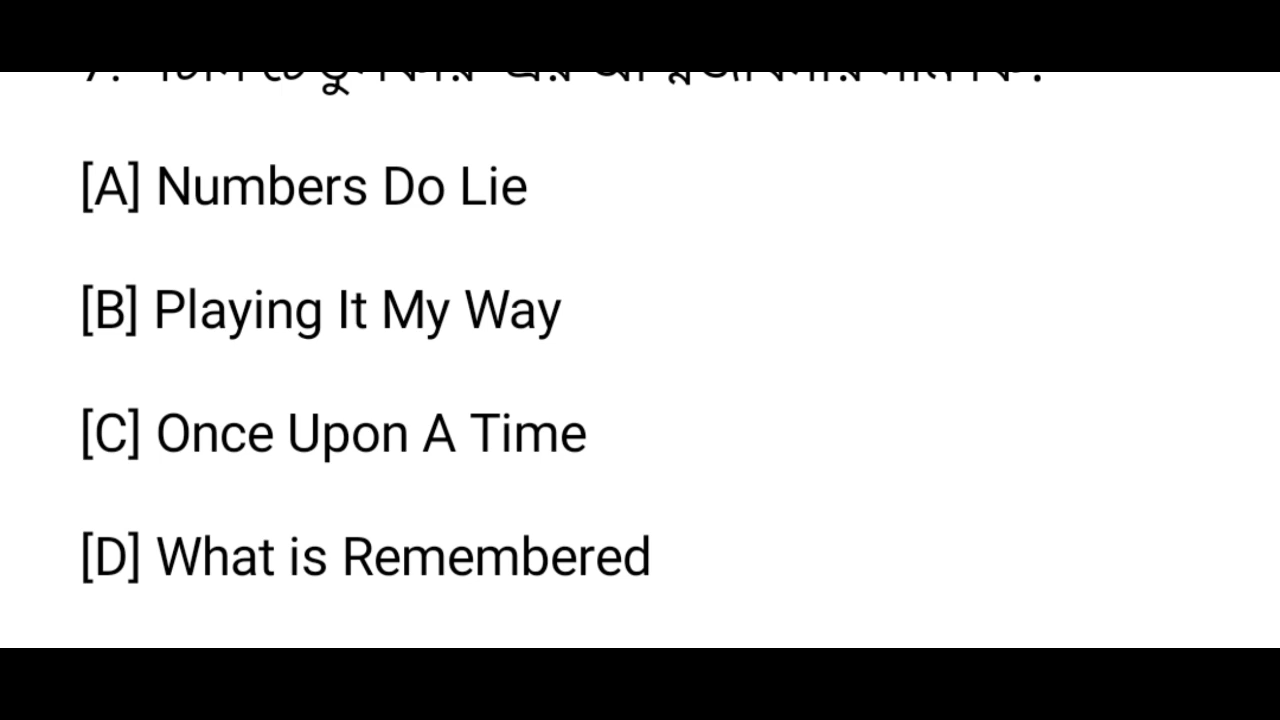 [A] Numbers Do Lie
[B] Playing It My Way
[C] Once Upon A Time
[D] What is Remembered